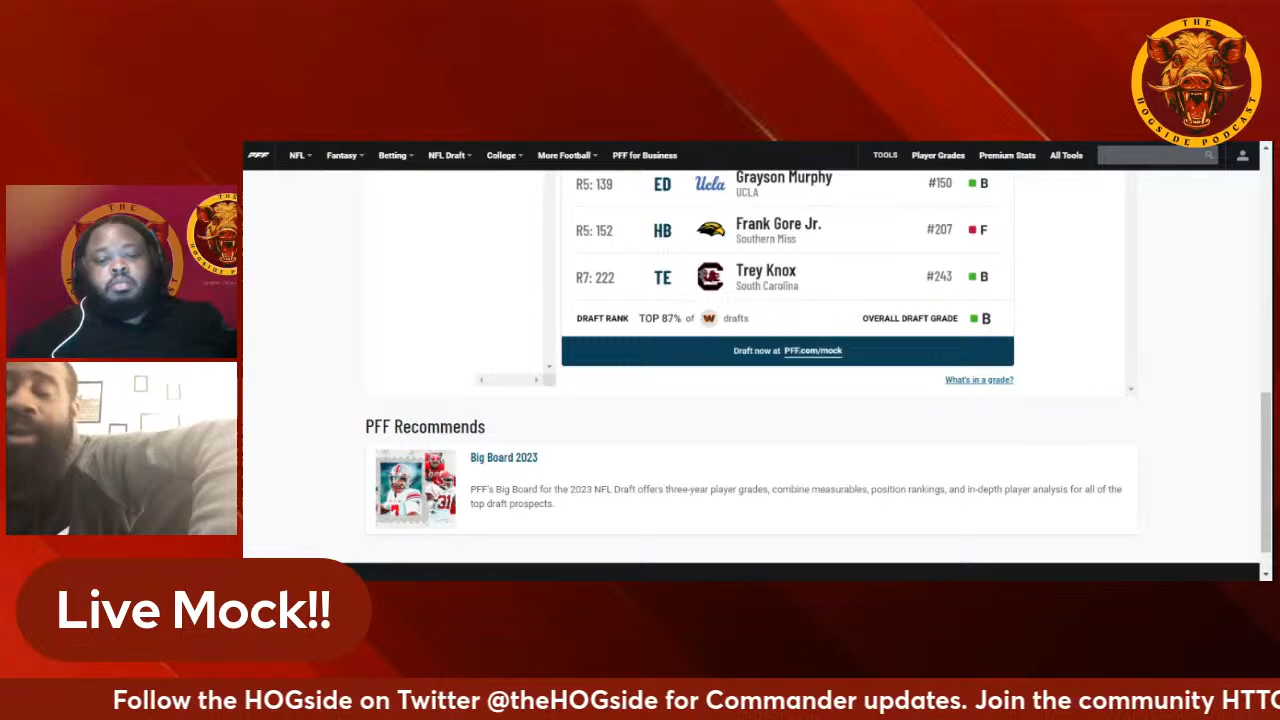 THE
HOGSIDE PODCAST
PFF
NFL
Fantasy
Betting
NFL Draft
College
More Football
PFF for Business
TOOLS
Player Grades
Premium Stats
All Tools
R5: 139 ED Ucla Grayson Murphy #150 B
UCLA
R5: 152 HB Frank Gore Jr. #207 F
Southern Miss
R7: 222 TE Trey Knox #243 B
South Carolina
DRAFT RANK TOP 87% of W drafts OVERALL DRAFT GRADE B
Draft now at PFF.com/mock
What's in a grade?
PFF Recommends
Big Board 2023
PFF's Big Board for the 2023 NFL Draft offers three-year player grades, combine measurables, position rankings, and in-depth player analysis for all of the
top draft prospects.
Live Mock!!
Follow the HOGside on Twitter @theHOGside for Commander updates. Join the community HTTC